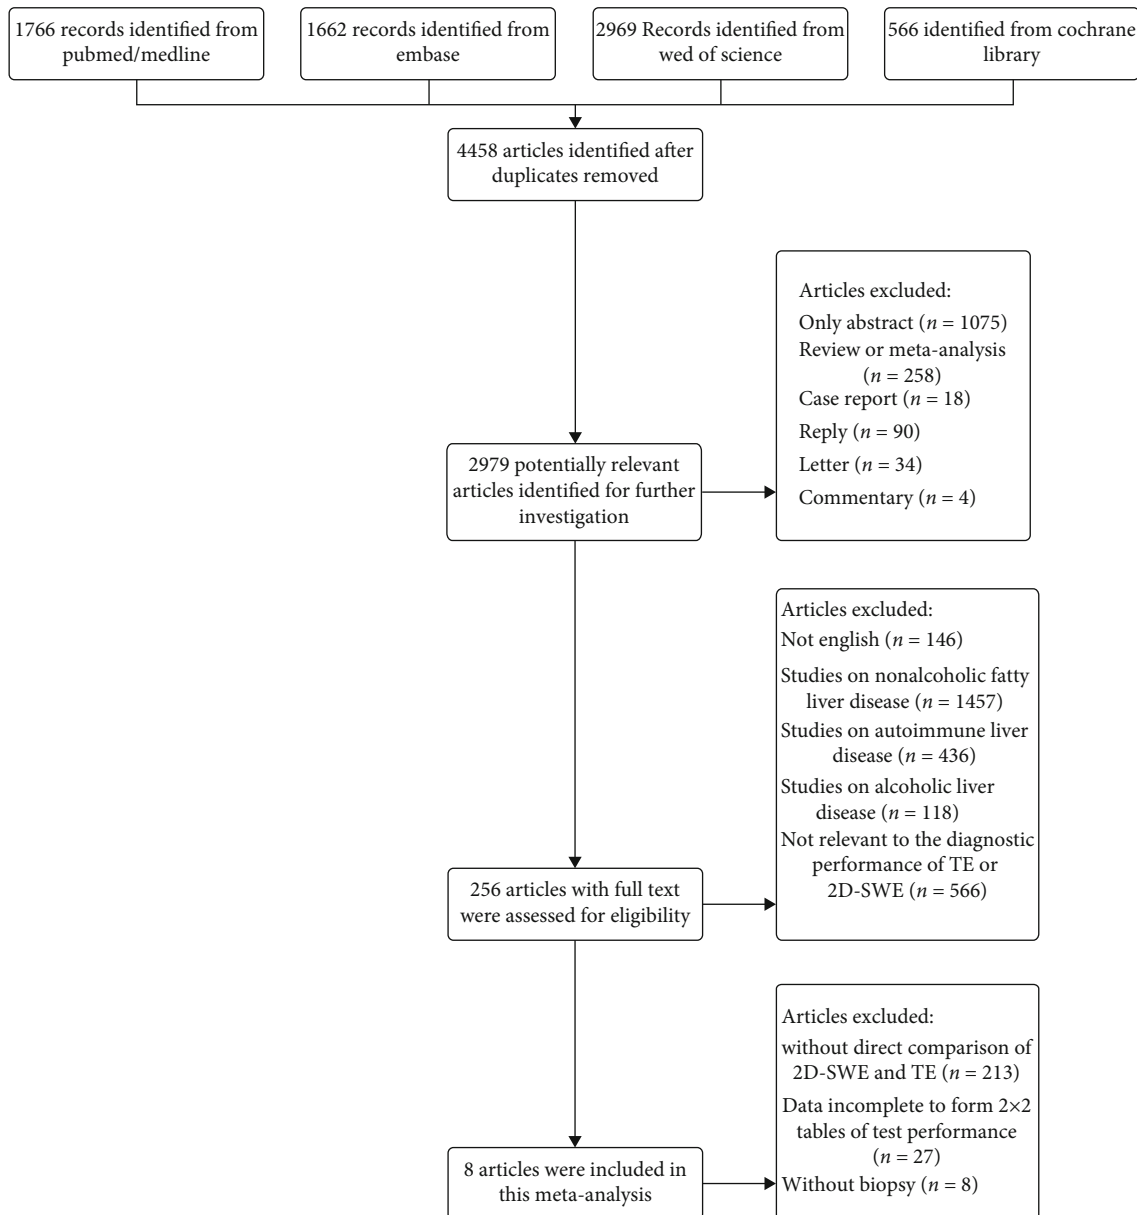 1766 records identified from
pubmed/medline
1662 records identified from
embase
2969 Records identified from
wed of science
566 identified from cochrane
library
4458 articles identified after
duplicates removed
Articles excluded:
Only abstract (n = 1075)
Review or meta-analysis
(n = 258)
Case report (n = 18)
Reply (n = 90)
Letter (n = 34)
Commentary (n = 4)
2979 potentially relevant
articles identified for further
investigation
Articles excluded:
Not english (n = 146)
Studies on nonalcoholic fatty
liver disease (n = 1457)
Studies on autoimmune liver
disease (n = 436)
Studies on alcoholic liver
disease (n = 118)
Not relevant to the diagnostic
performance of TE or
2D-SWE (n = 566)
256 articles with full text
were assessed for eligibility
Articles excluded:
without direct comparison of
2D-SWE and TE (n = 213)
Data incomplete to form 2×2
tables of test performance
(n = 27)
Without biopsy (n = 8)
8 articles were included in
this meta-analysis